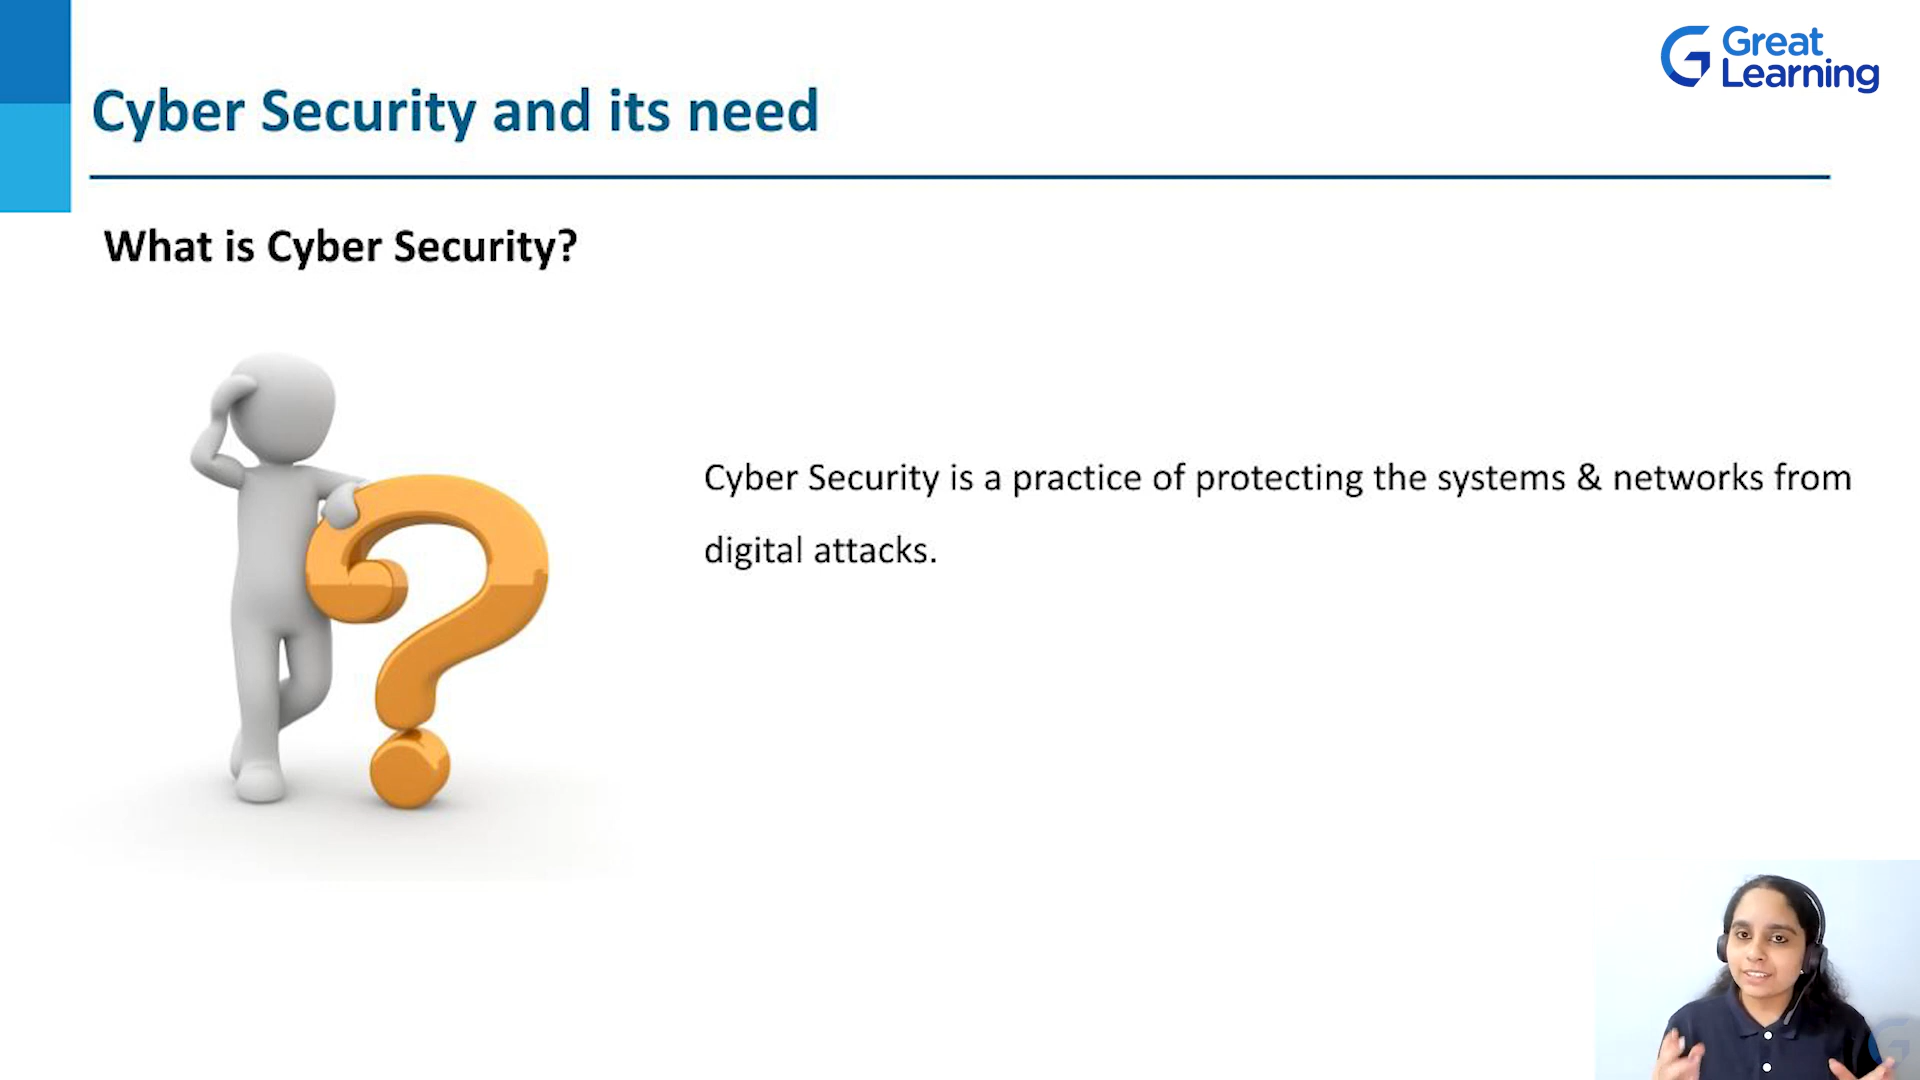 Great
Learning
Cyber Security and its need
What is Cyber Security?
Cyber Security is a practice of protecting the systems & networks from
digital attacks.